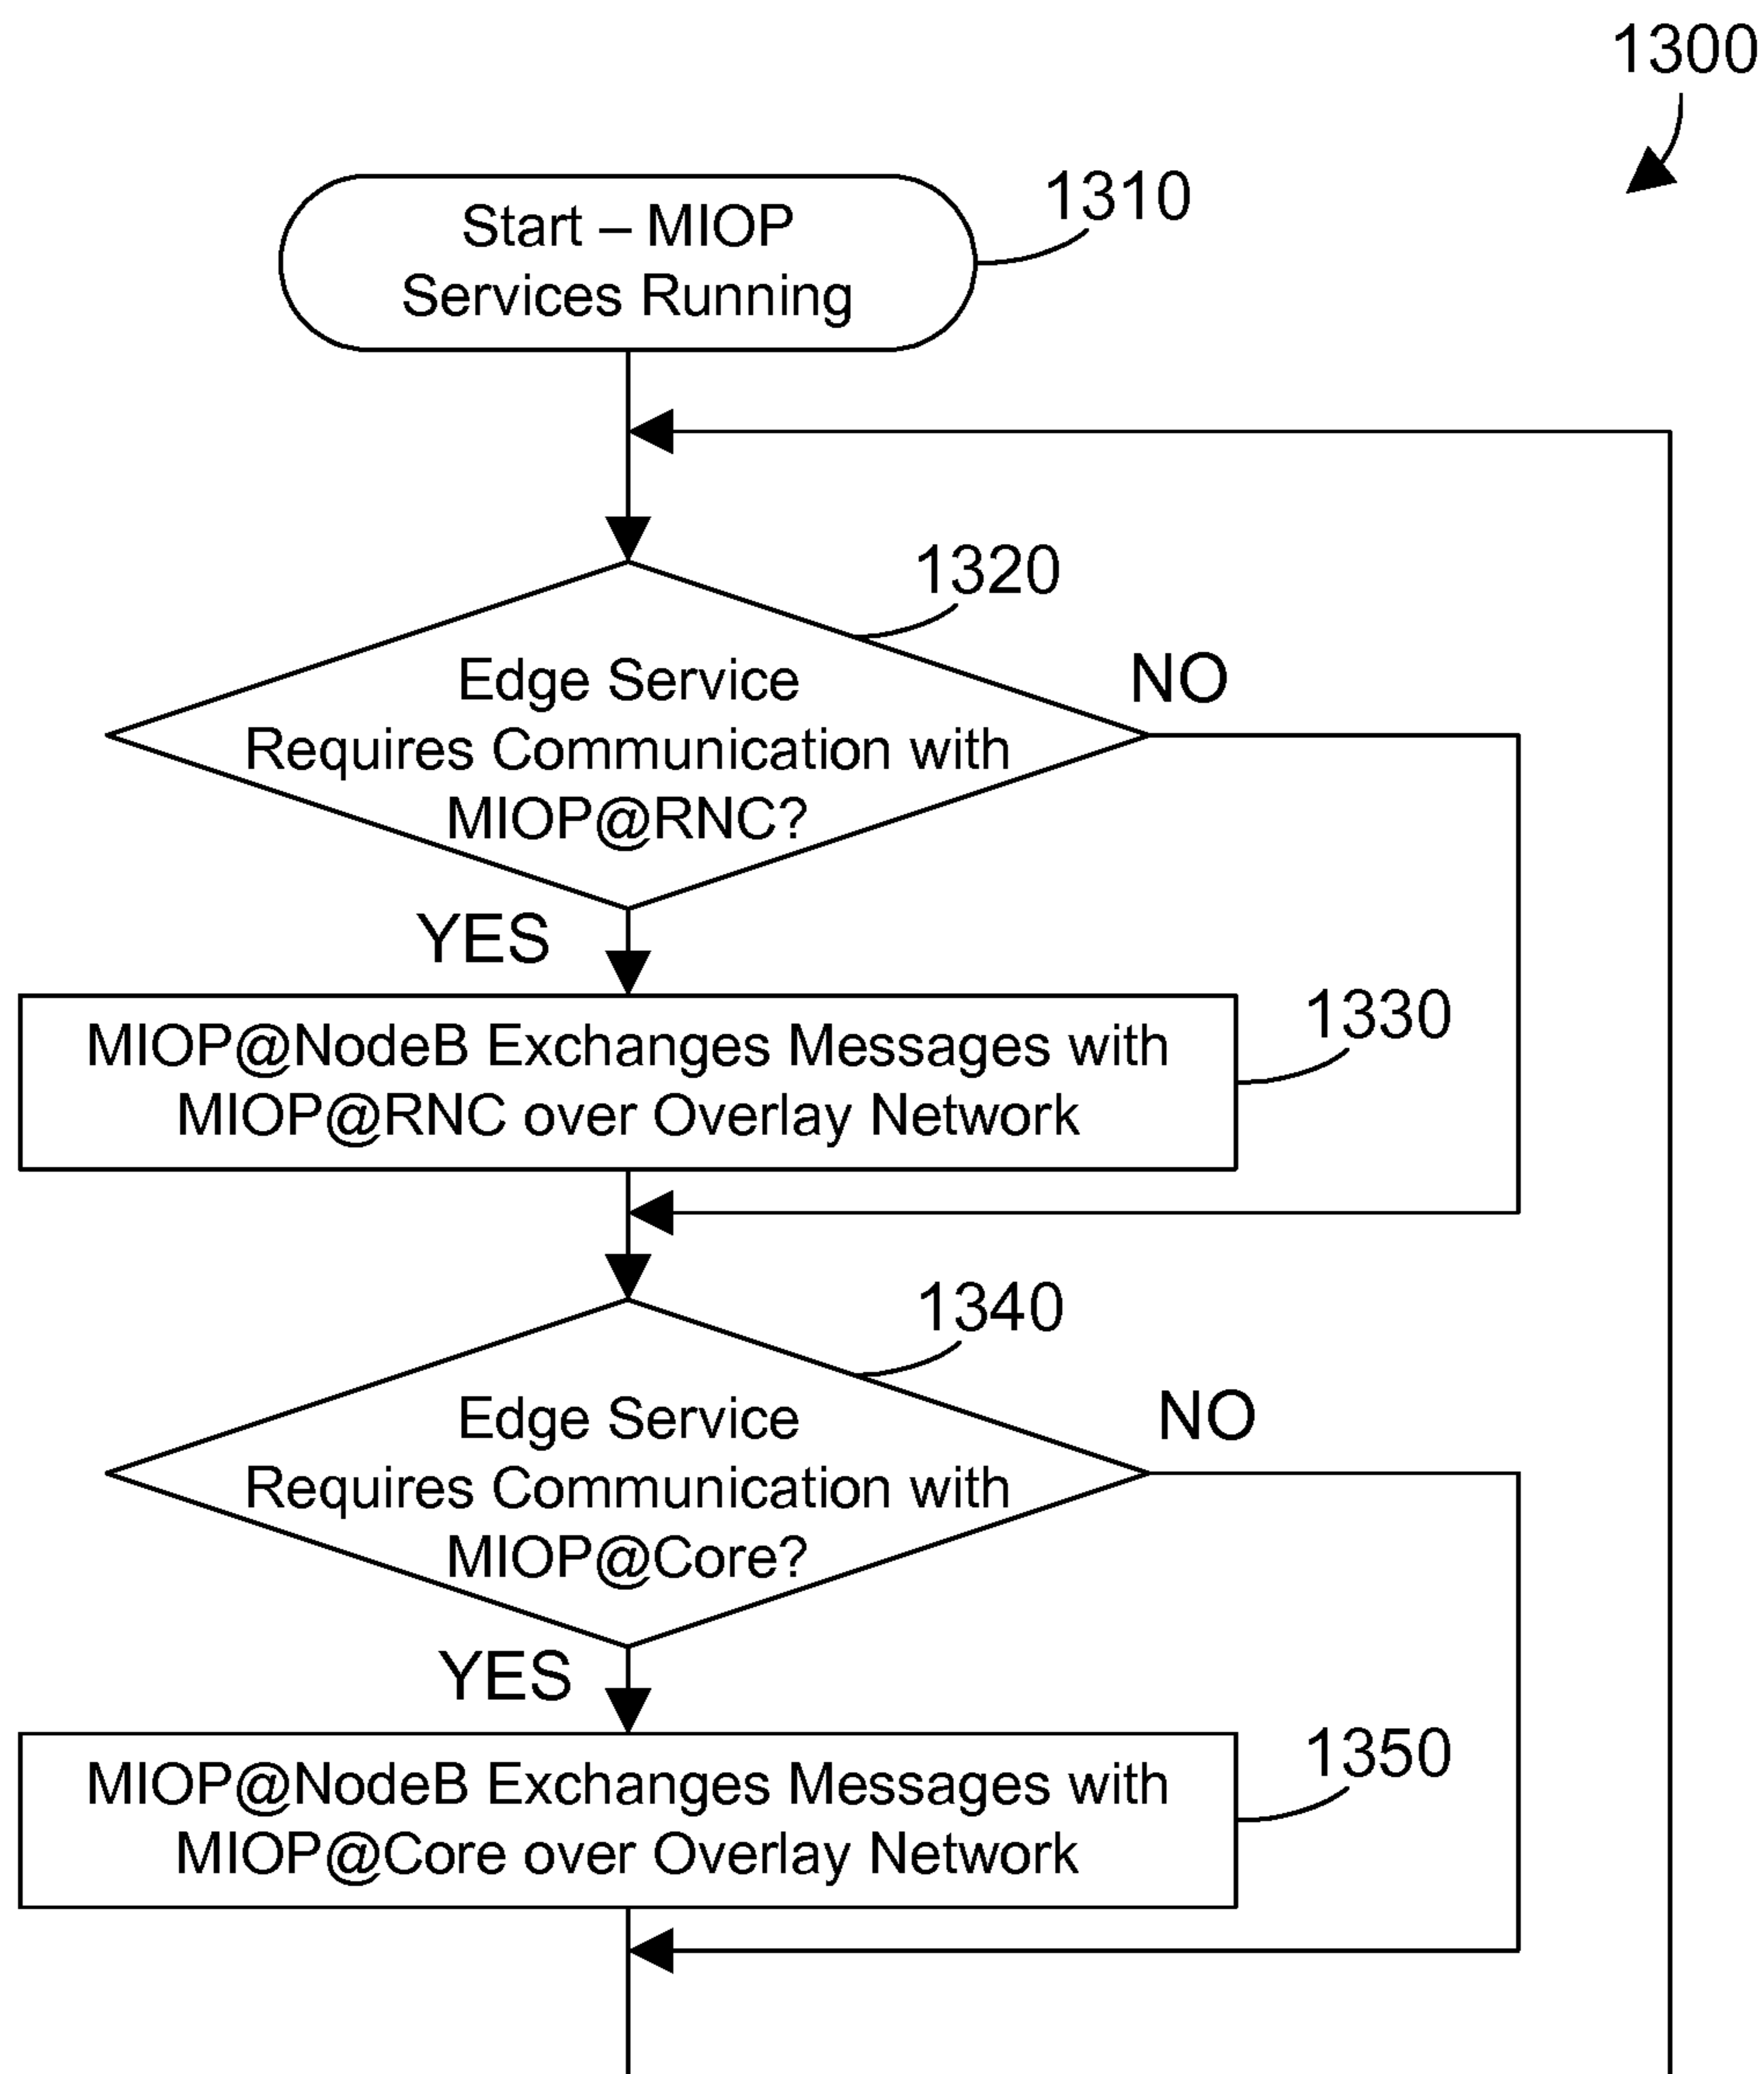 1300
1310
Start – MIOP
Services Running
1320
Edge Service
Requires Communication with
MIOP@RNC?
NO
YES
1330
MIOP@NodeB Exchanges Messages with
MIOP@RNC over Overlay Network
1340
Edge Service
Requires Communication with
MIOP@Core?
NO
YES
1350
MIOP@NodeB Exchanges Messages with
MIOP@Core over Overlay Network